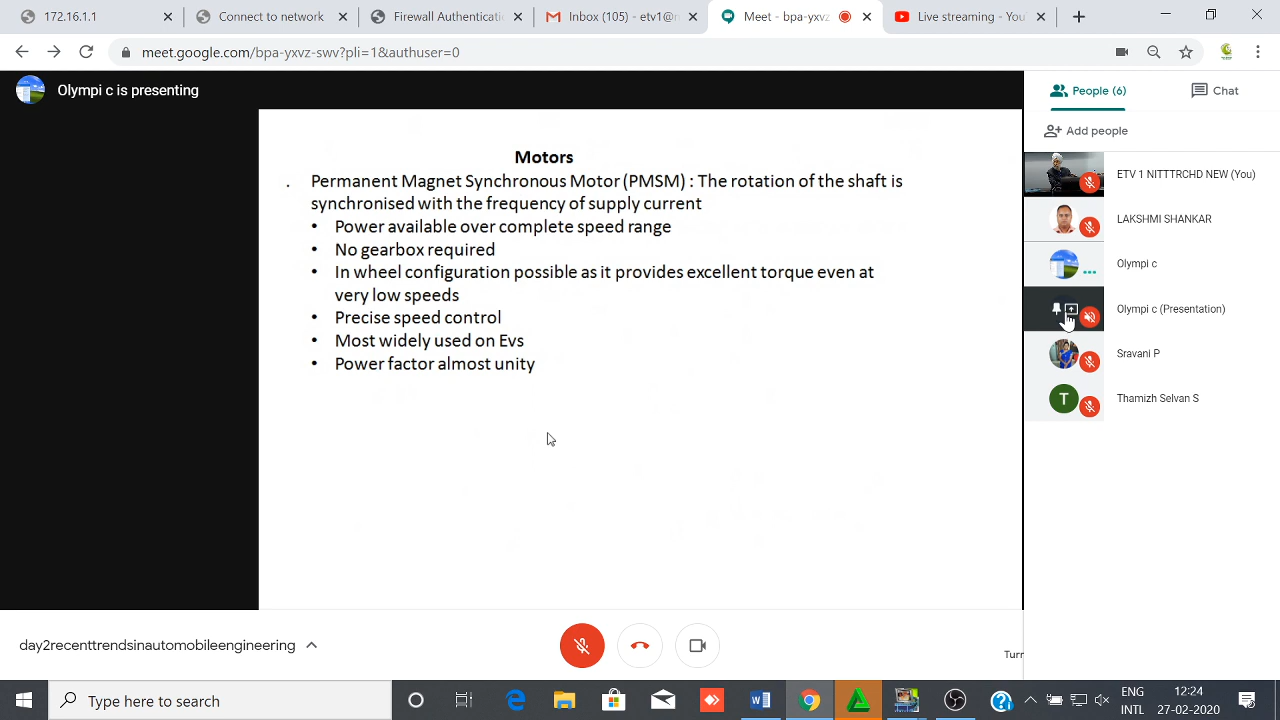 172.16.1.1
Connect to network
Firewall Authenticati
Inbox (105)
etv1@n
Meet - bpa-yxvz
Live streaming - You
meet.google.com/bpa-yxvz-swv?pli=1&authuser=0
Olympi c is presenting
Motors
. Permanent Magnet Synchronous Motor (PMSM) : The rotation of the shaft is
synchronised with the frequency of supply current
• Power available over complete speed range
• No gearbox required
• In wheel configuration possible as it provides excellent torque even at
very low speeds
• Precise speed control
• Most widely used on Evs
• Power factor almost unity
People (6)
Chat
Add people
ETV 1 NITTTRCHD NEW (You)
LAKSHMI SHANKAR
Olympi c
Olympi c (Presentation)
Sravani P
T
Thamizh Selvan S
day2recenttrendsinautomobileengineering
Turn
Type here to search
ENG
INTL
12:24
27-02-2020